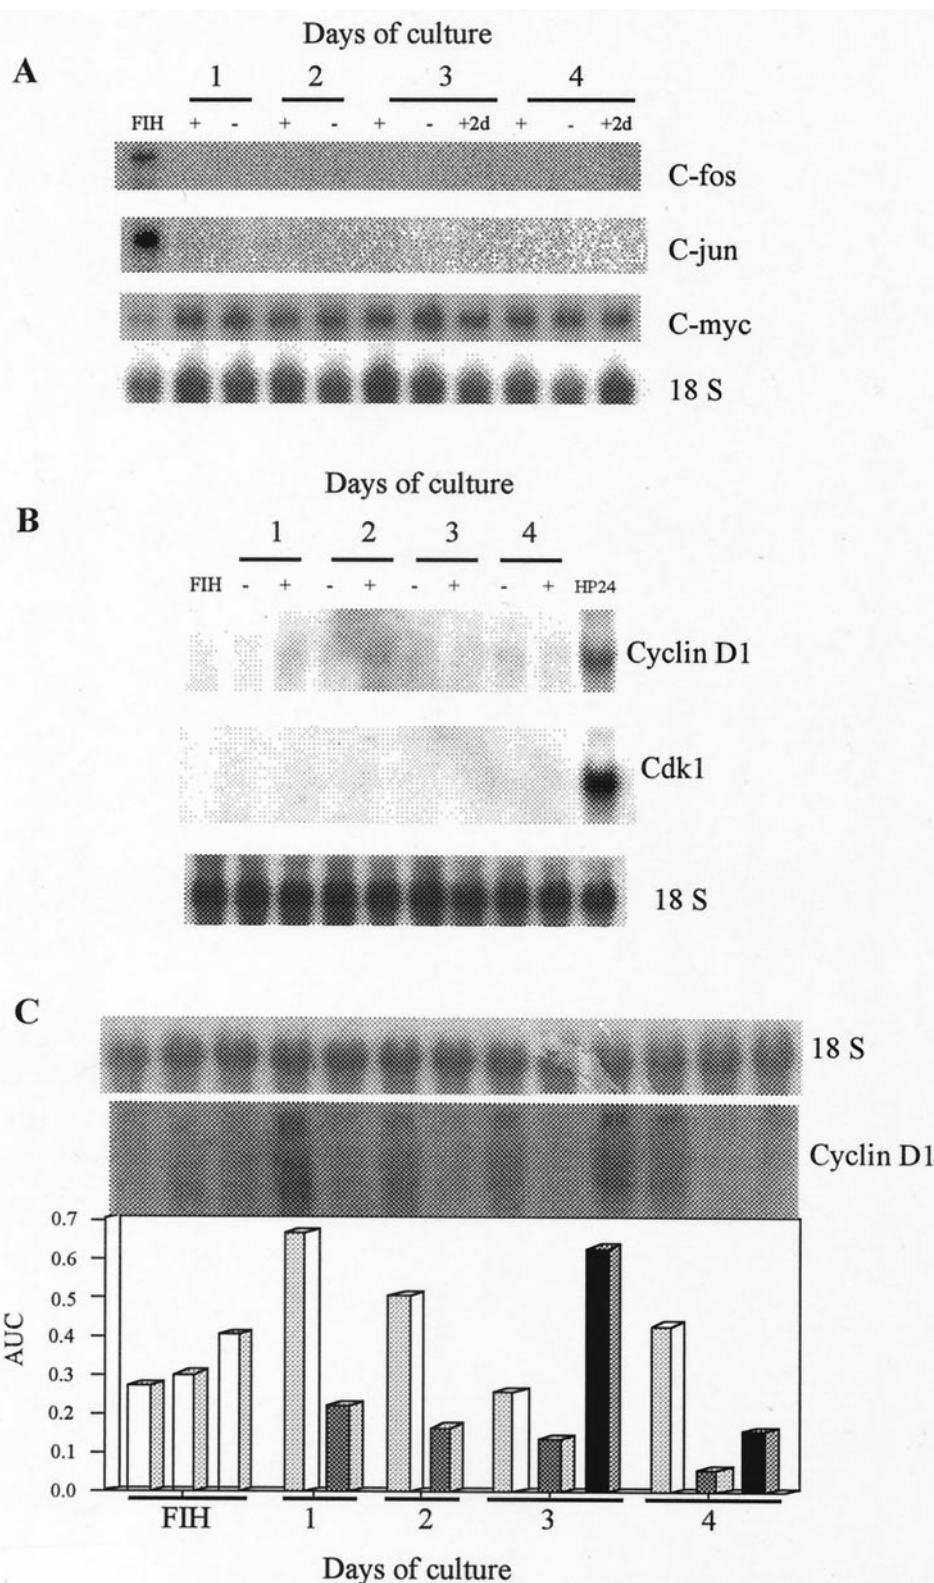 Days of culture
A
1 2 3 4
FIH + - + - + - +2d + - +2d
C-fos
C-jun
C-myc
18 S
Days of culture
B
1 2 3 4
FIH - + - + - + - + HP24
Cyclin D1
Cdk1
18 S
C
18 S
Cyclin D1
0.7
0.6
0.5
0.4
0.3
0.2
0.1
0.0
AUC
FIH 1 2 3 4
Days of culture